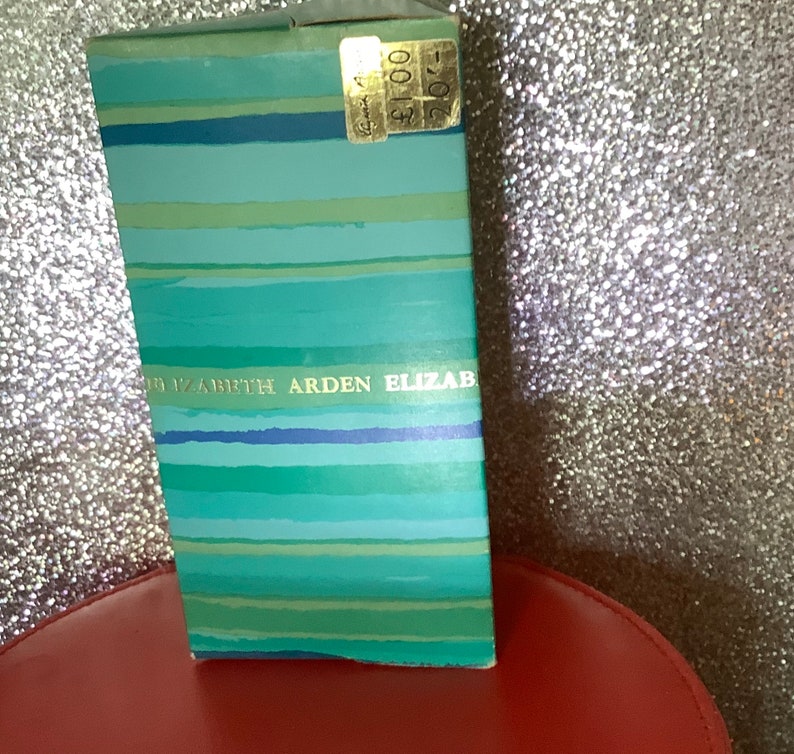 £1.00
20/-
ELIZABETH ARDEN ELIZAB